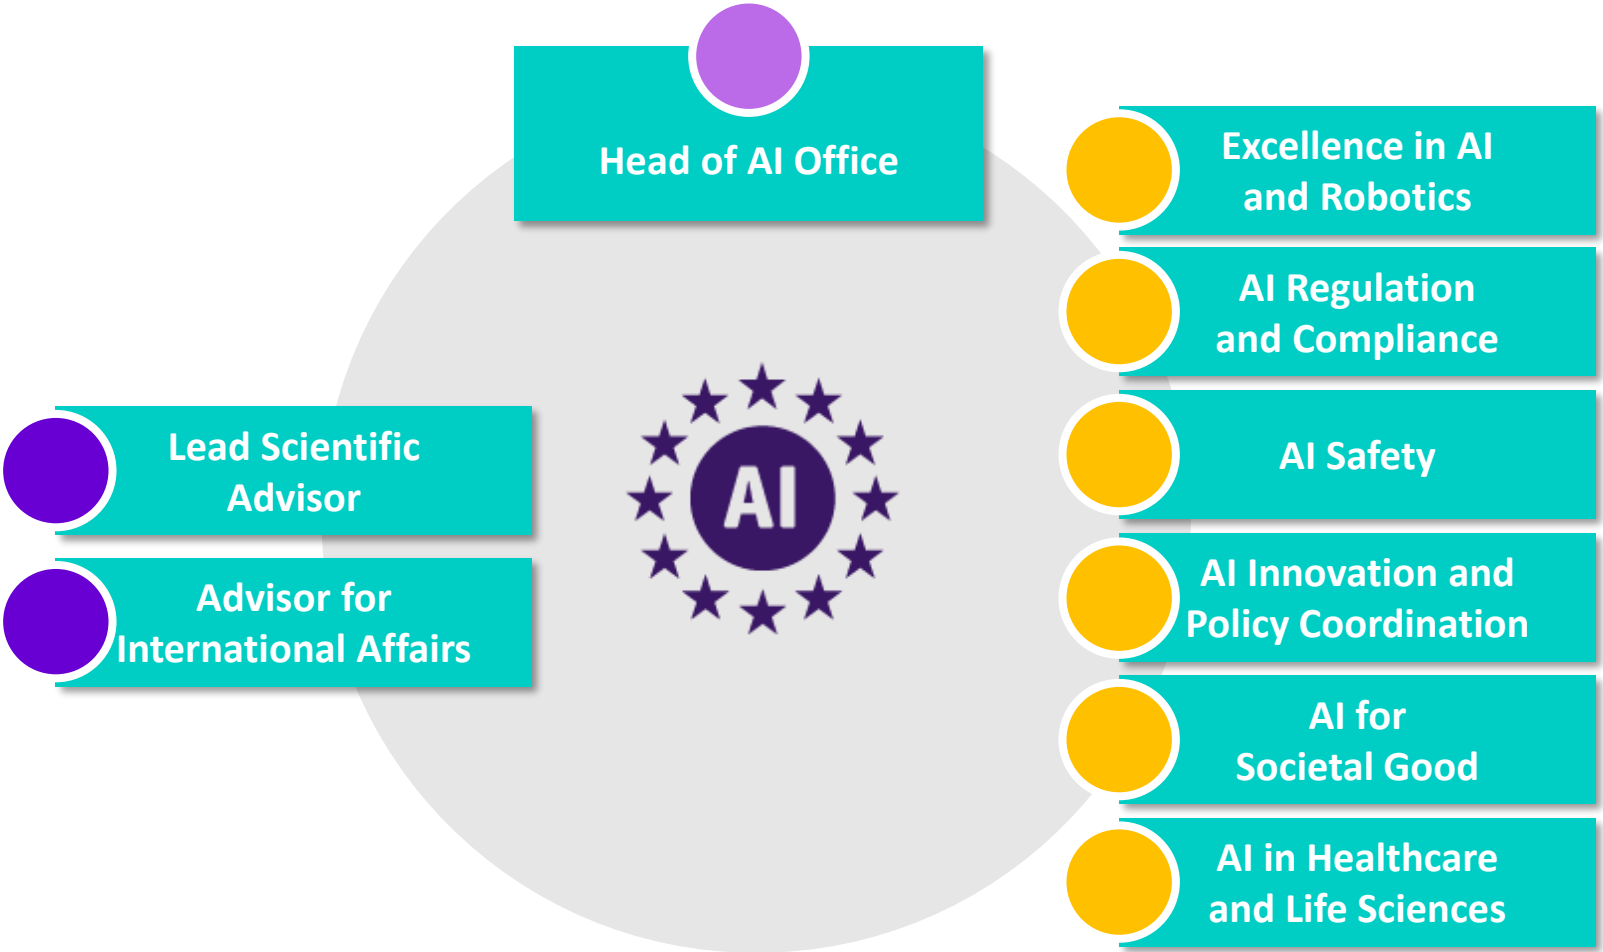 Head of AI Office
Lead Scientific
Advisor
Advisor for
International Affairs
AI
Excellence in AI
and Robotics
AI Regulation
and Compliance
AI Safety
AI Innovation and
Policy Coordination
AI for
Societal Good
AI in Healthcare
and Life Sciences